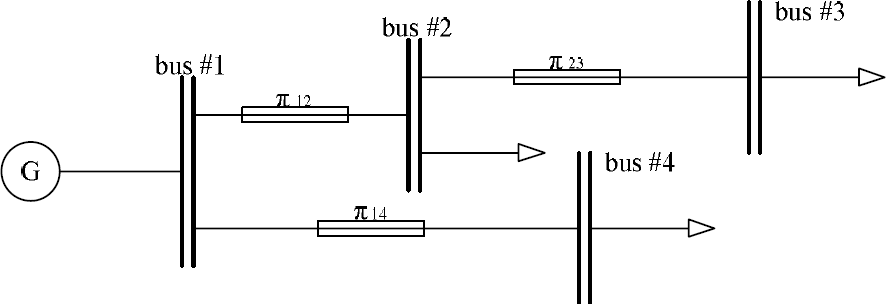 bus #3
bus #2
π 23
bus #1
π 12
G
bus #4
π 14